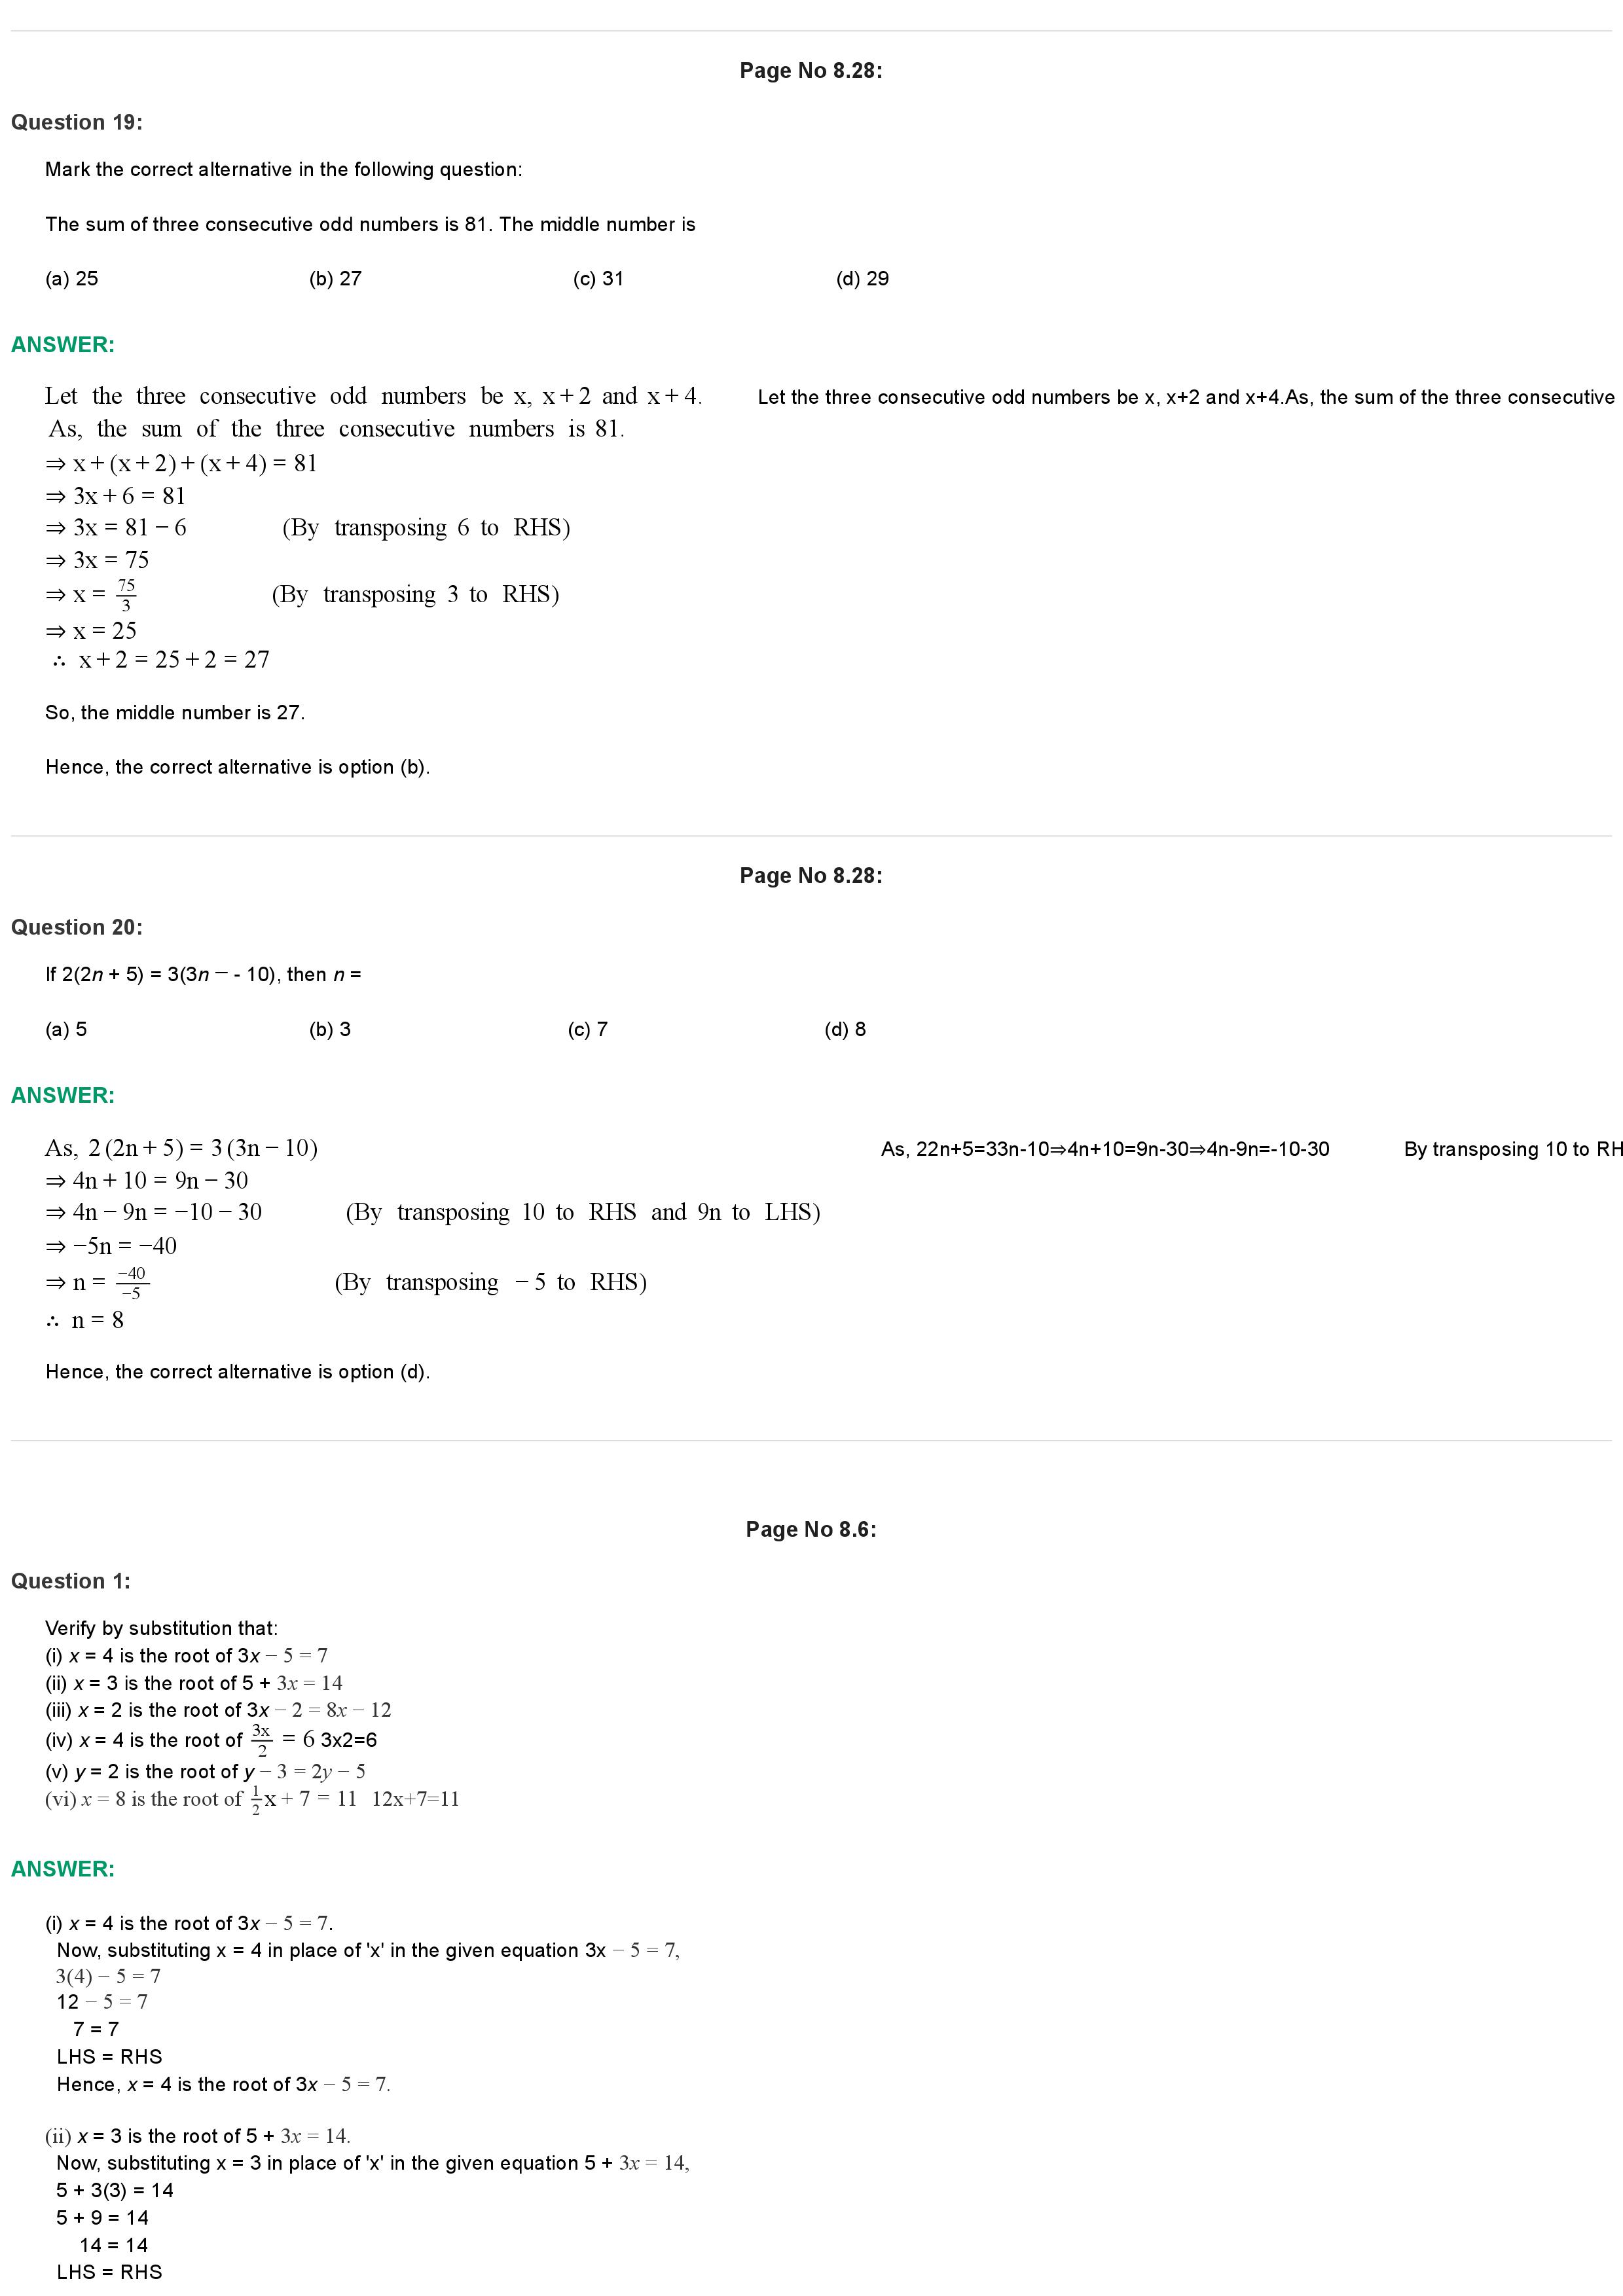 Page No 8.28:
Question 19:
Mark the correct alternative in the following question:
The sum of three consecutive odd numbers is 81. The middle number is
(a) 25 (b) 27 (c) 31 (d) 29
ANSWER:
Let the three consecutive odd numbers be x, x + 2 and x + 4. Let the three consecutive odd numbers be x, x+2 and x+4.As, the sum of the three consecutive
As, the sum of the three consecutive numbers is 81.
⇒ x + (x + 2) + (x + 4) = 81
⇒ 3x + 6 = 81
⇒ 3x = 81 − 6 (By transposing 6 to RHS)
⇒ 3x = 75
⇒ x = 75/3 (By transposing 3 to RHS)
⇒ x = 25
∴ x + 2 = 25 + 2 = 27
So, the middle number is 27.
Hence, the correct alternative is option (b).
Page No 8.28:
Question 20:
If 2(2n + 5) = 3(3n − - 10), then n =
(a) 5 (b) 3 (c) 7 (d) 8
ANSWER:
As, 2 (2n + 5) = 3 (3n − 10) As, 22n+5=33n-10⇒4n+10=9n-30⇒4n-9n=-10-30 By transposing 10 to RH
⇒ 4n + 10 = 9n − 30
⇒ 4n − 9n = −10 − 30 (By transposing 10 to RHS and 9n to LHS)
⇒ −5n = −40
⇒ n = −40/−5 (By transposing − 5 to RHS)
∴ n = 8
Hence, the correct alternative is option (d).
Page No 8.6:
Question 1:
Verify by substitution that:
(i) x = 4 is the root of 3x − 5 = 7
(ii) x = 3 is the root of 5 + 3x = 14
(iii) x = 2 is the root of 3x − 2 = 8x − 12
(iv) x = 4 is the root of 3x/2 = 6 3x2=6
(v) y = 2 is the root of y − 3 = 2y − 5
(vi) x = 8 is the root of 1/2 x + 7 = 11 12x+7=11
ANSWER:
(i) x = 4 is the root of 3x − 5 = 7.
Now, substituting x = 4 in place of 'x' in the given equation 3x − 5 = 7,
3(4) − 5 = 7
12 − 5 = 7
7 = 7
LHS = RHS
Hence, x = 4 is the root of 3x − 5 = 7.
(ii) x = 3 is the root of 5 + 3x = 14.
Now, substituting x = 3 in place of 'x' in the given equation 5 + 3x = 14,
5 + 3(3) = 14
5 + 9 = 14
14 = 14
LHS = RHS